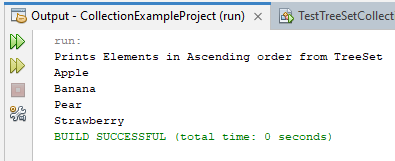 Output - CollectionExampleProject (run)
TestTreeSetCollect
run:
Prints Elements in Ascending order from TreeSet
Apple
Banana
Pear
Strawberry
BUILD SUCCESSFUL (total time: 0 seconds)